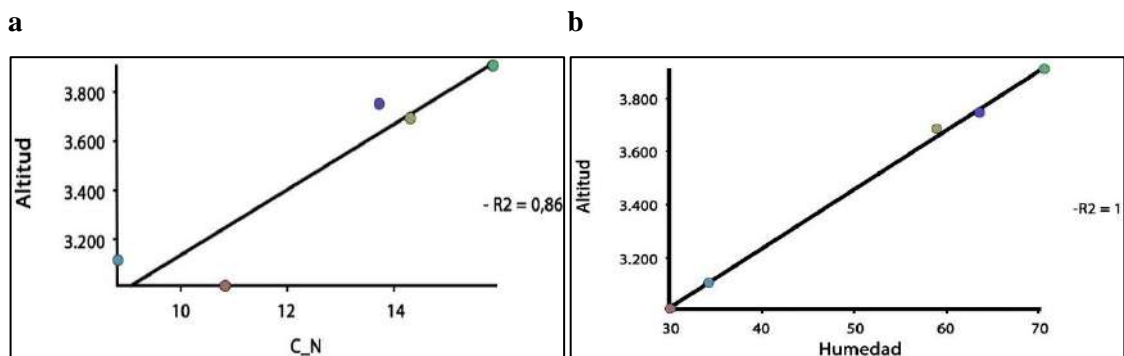 a
b
3.800
3.600
3.400
3.200
Altitud
- R2 = 0,86
10
12
14
C_N
3.800
3.600
3.400
3.200
Altitud
-R2 = 1
30
40
50
60
70
Humedad